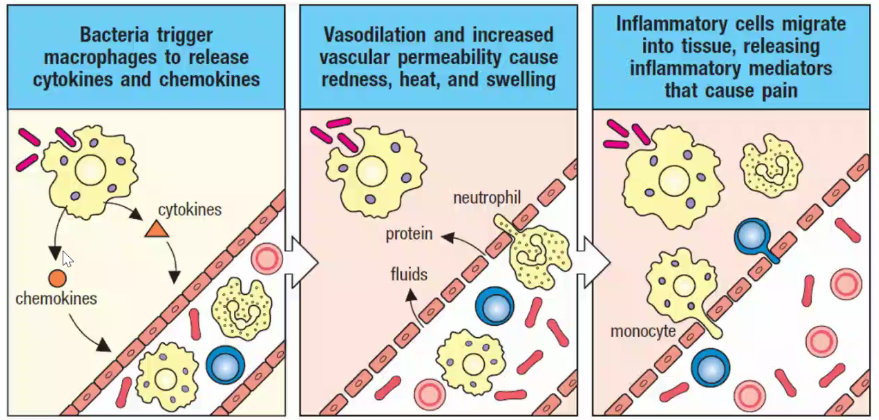 Bacteria trigger
macrophages to release
cytokines and chemokines
Vasodilation and increased
vascular permeability cause
redness, heat, and swelling
Inflammatory cells migrate
into tissue, releasing
inflammatory mediators
that cause pain
cytokines
chemokines
neutrophil
protein
fluids
monocyte